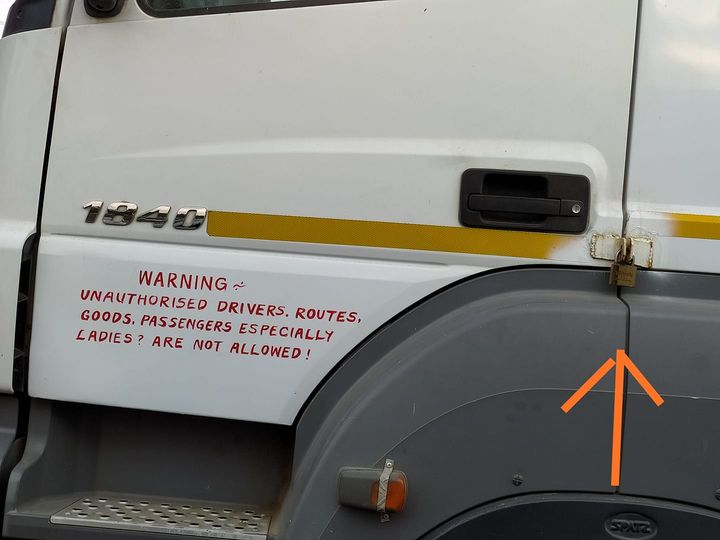 1840
WARNING ~
UNAUTHORISED DRIVERS. ROUTES,
GOODS. PASSENGERS ESPECIALLY
LADIES? ARE NOT ALLOWED!